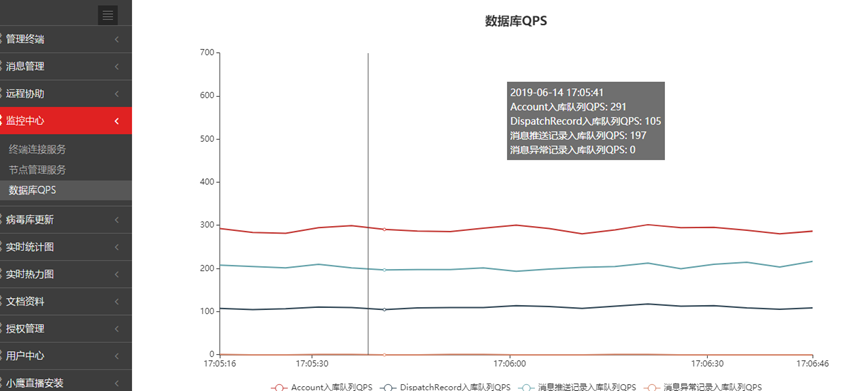 管理终端
消息管理
远程协助
监控中心
终端连接服务
节点管理服务
数据库QPS
病毒库更新
实时统计图
实时热力图
文档资料
授权管理
用户中心
小鹰直播安装
数据库QPS
700
600
500
400
300
200
100
0
2019-06-14 17:05:41
Account入库队列QPS: 291
DispatchRecord入库队列QPS: 105
消息推送记录入库队列QPS: 197
消息异常记录入库队列QPS: 0
17:05:16 17:05:30 17:06:00 17:06:30 17:06:46
Account入库队列QPS DispatchRecord入库队列QPS 消息推送记录入库队列QPS 消息异常记录入库队列QPS